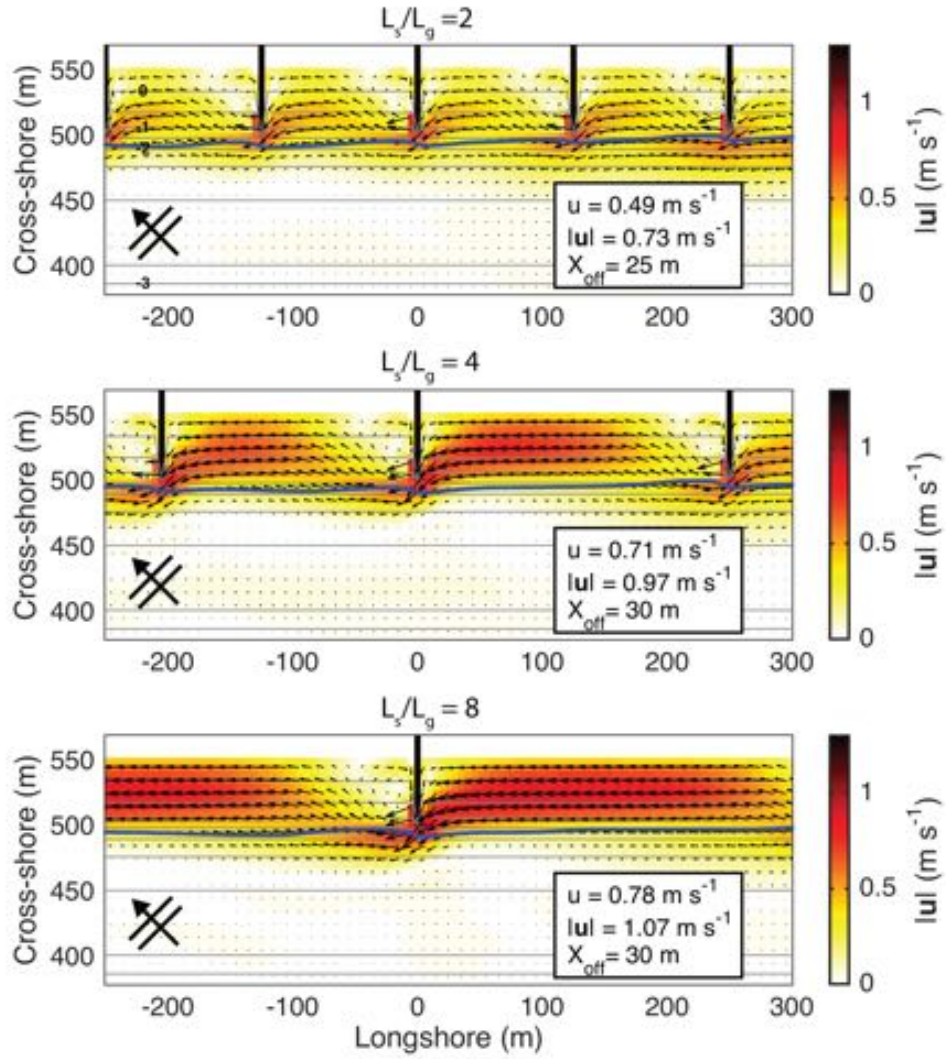 L_s/L_g =2
Cross-shore (m)
550
500
450
400
0
-1
-2
-3
u = 0.49 m s^-1
|u| = 0.73 m s^-1
X_off = 25 m
-200 -100 0 100 200 300
1
0.5
0
|u| (m s^-1)
L_s/L_g = 4
Cross-shore (m)
550
500
450
400
u = 0.71 m s^-1
|u| = 0.97 m s^-1
X_off= 30 m
-200 -100 0 100 200 300
1
0.5
0
|u| (m s^-1)
L_s/L_g = 8
Cross-shore (m)
550
500
450
400
u = 0.78 m s^-1
|u| = 1.07 m s^-1
X_off= 30 m
-200 -100 0 100 200 300
Longshore (m)
1
0.5
0
|u| (m s^-1)